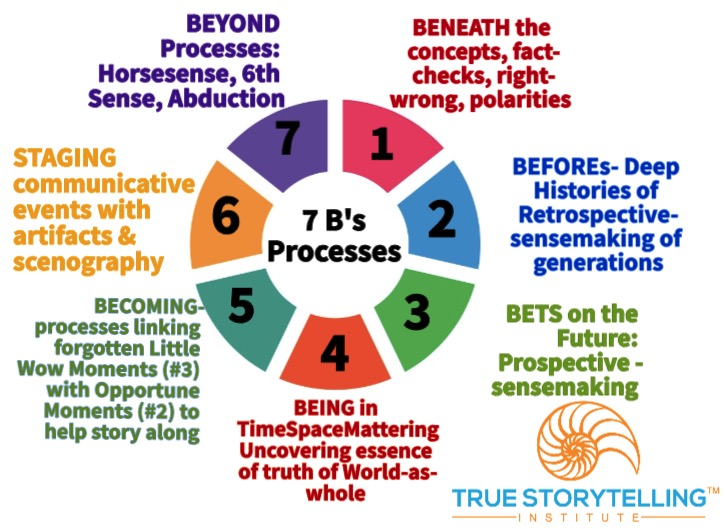 BEYOND
Processes:
Horsesense, 6th
Sense, Abduction
BENEATH the
concepts, fact-
checks, right-
wrong, polarities
STAGING
communicative
events with
artifacts &
scenography
BEFOREs- Deep
Histories of
Retrospective-
sensemaking of
generations
7
1
6
2
7 B's
Processes
5
3
4
BECOMING-
processes linking
forgotten Little
Wow Moments (#3)
with Opportune
Moments (#2) to
help story along
BETS on the
Future:
Prospective -
sensemaking
BEING in
TimeSpaceMattering
Uncovering essence
of truth of World-as-
whole
TRUE STORYTELLING™
INSTITUTE